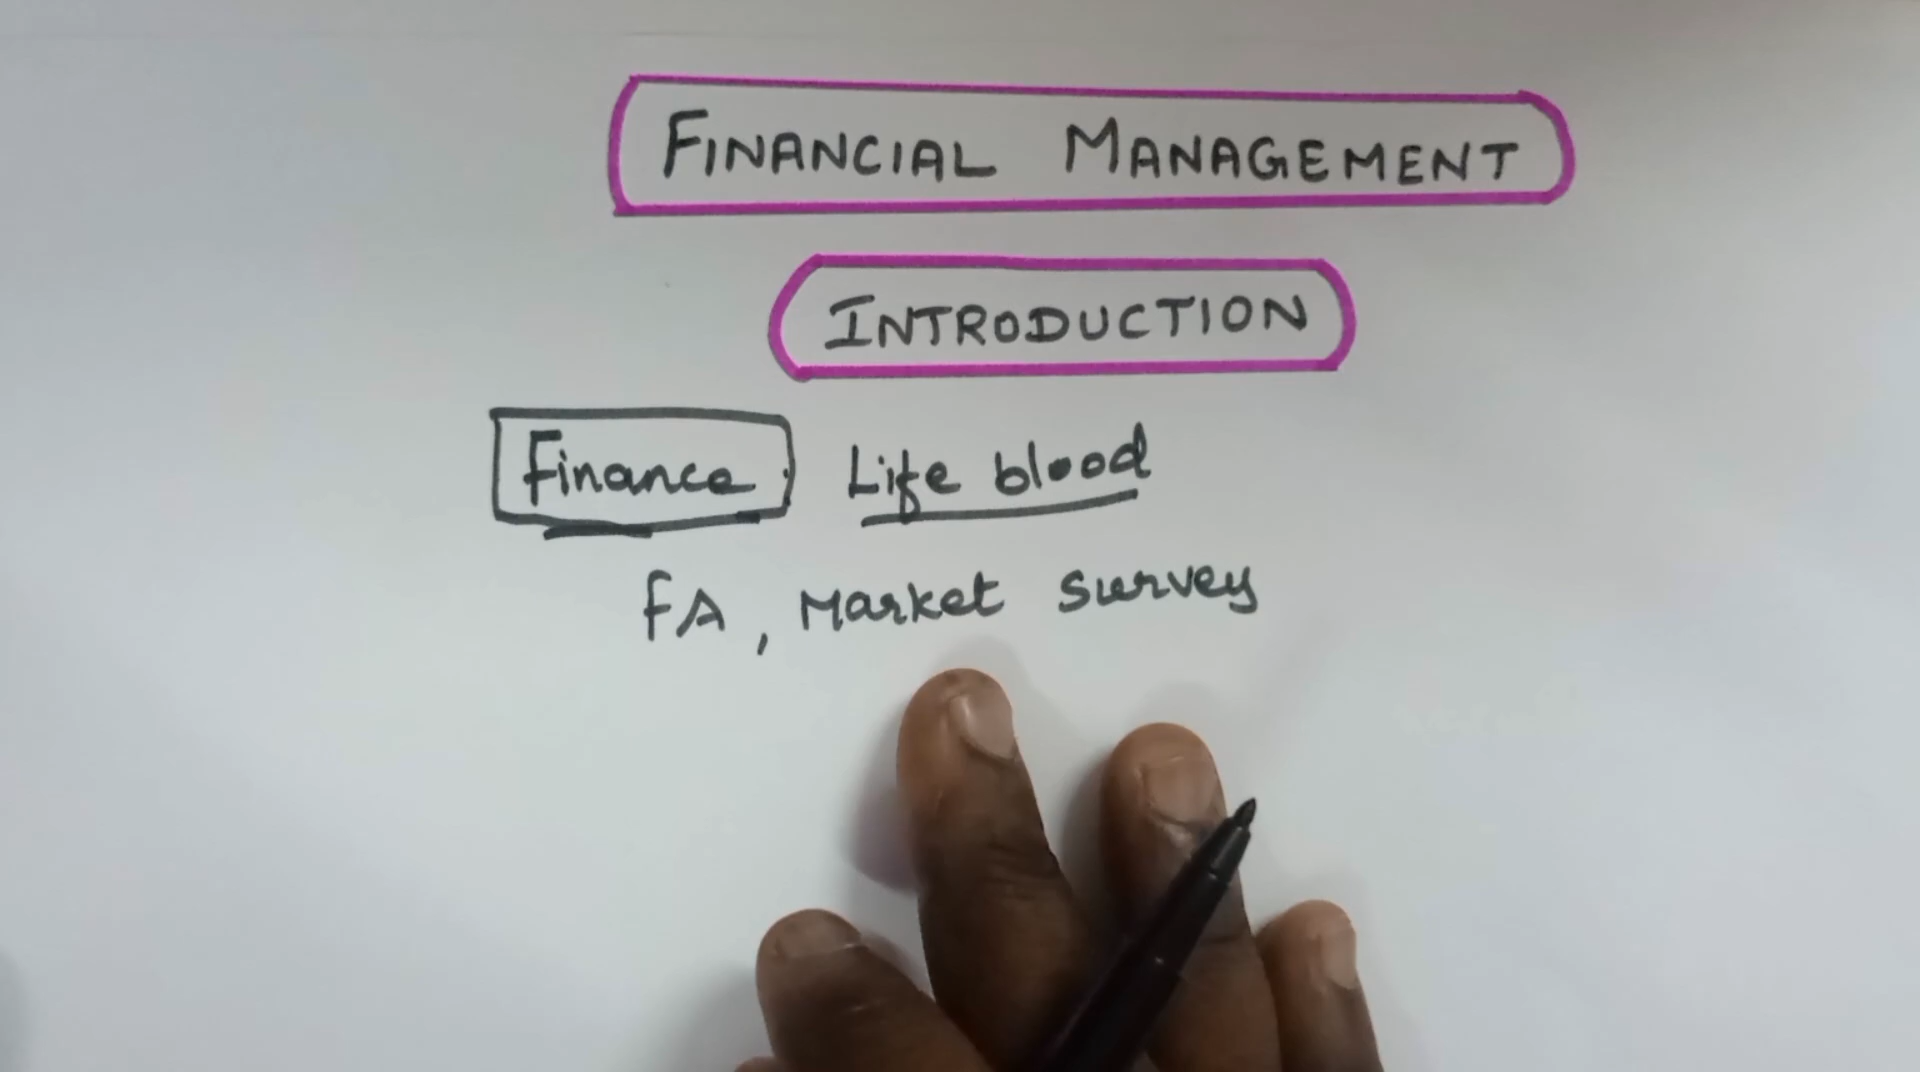 FINANCIAL MANAGEMENT
INTRODUCTION
Finance Life blood
FA, Market Survey